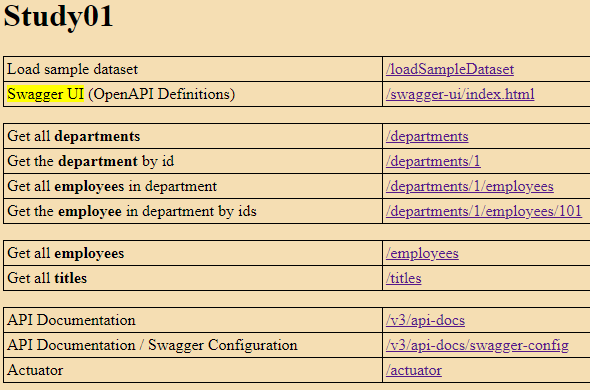 Study01
Load sample dataset /loadSampleDataset
Swagger UI (OpenAPI Definitions) /swagger-ui/index.html
Get all departments /departments
Get the department by id /departments/1
Get all employees in department /departments/1/employees
Get the employee in department by ids /departments/1/employees/101
Get all employees /employees
Get all titles /titles
API Documentation /v3/api-docs
API Documentation / Swagger Configuration /v3/api-docs/swagger-config
Actuator /actuator